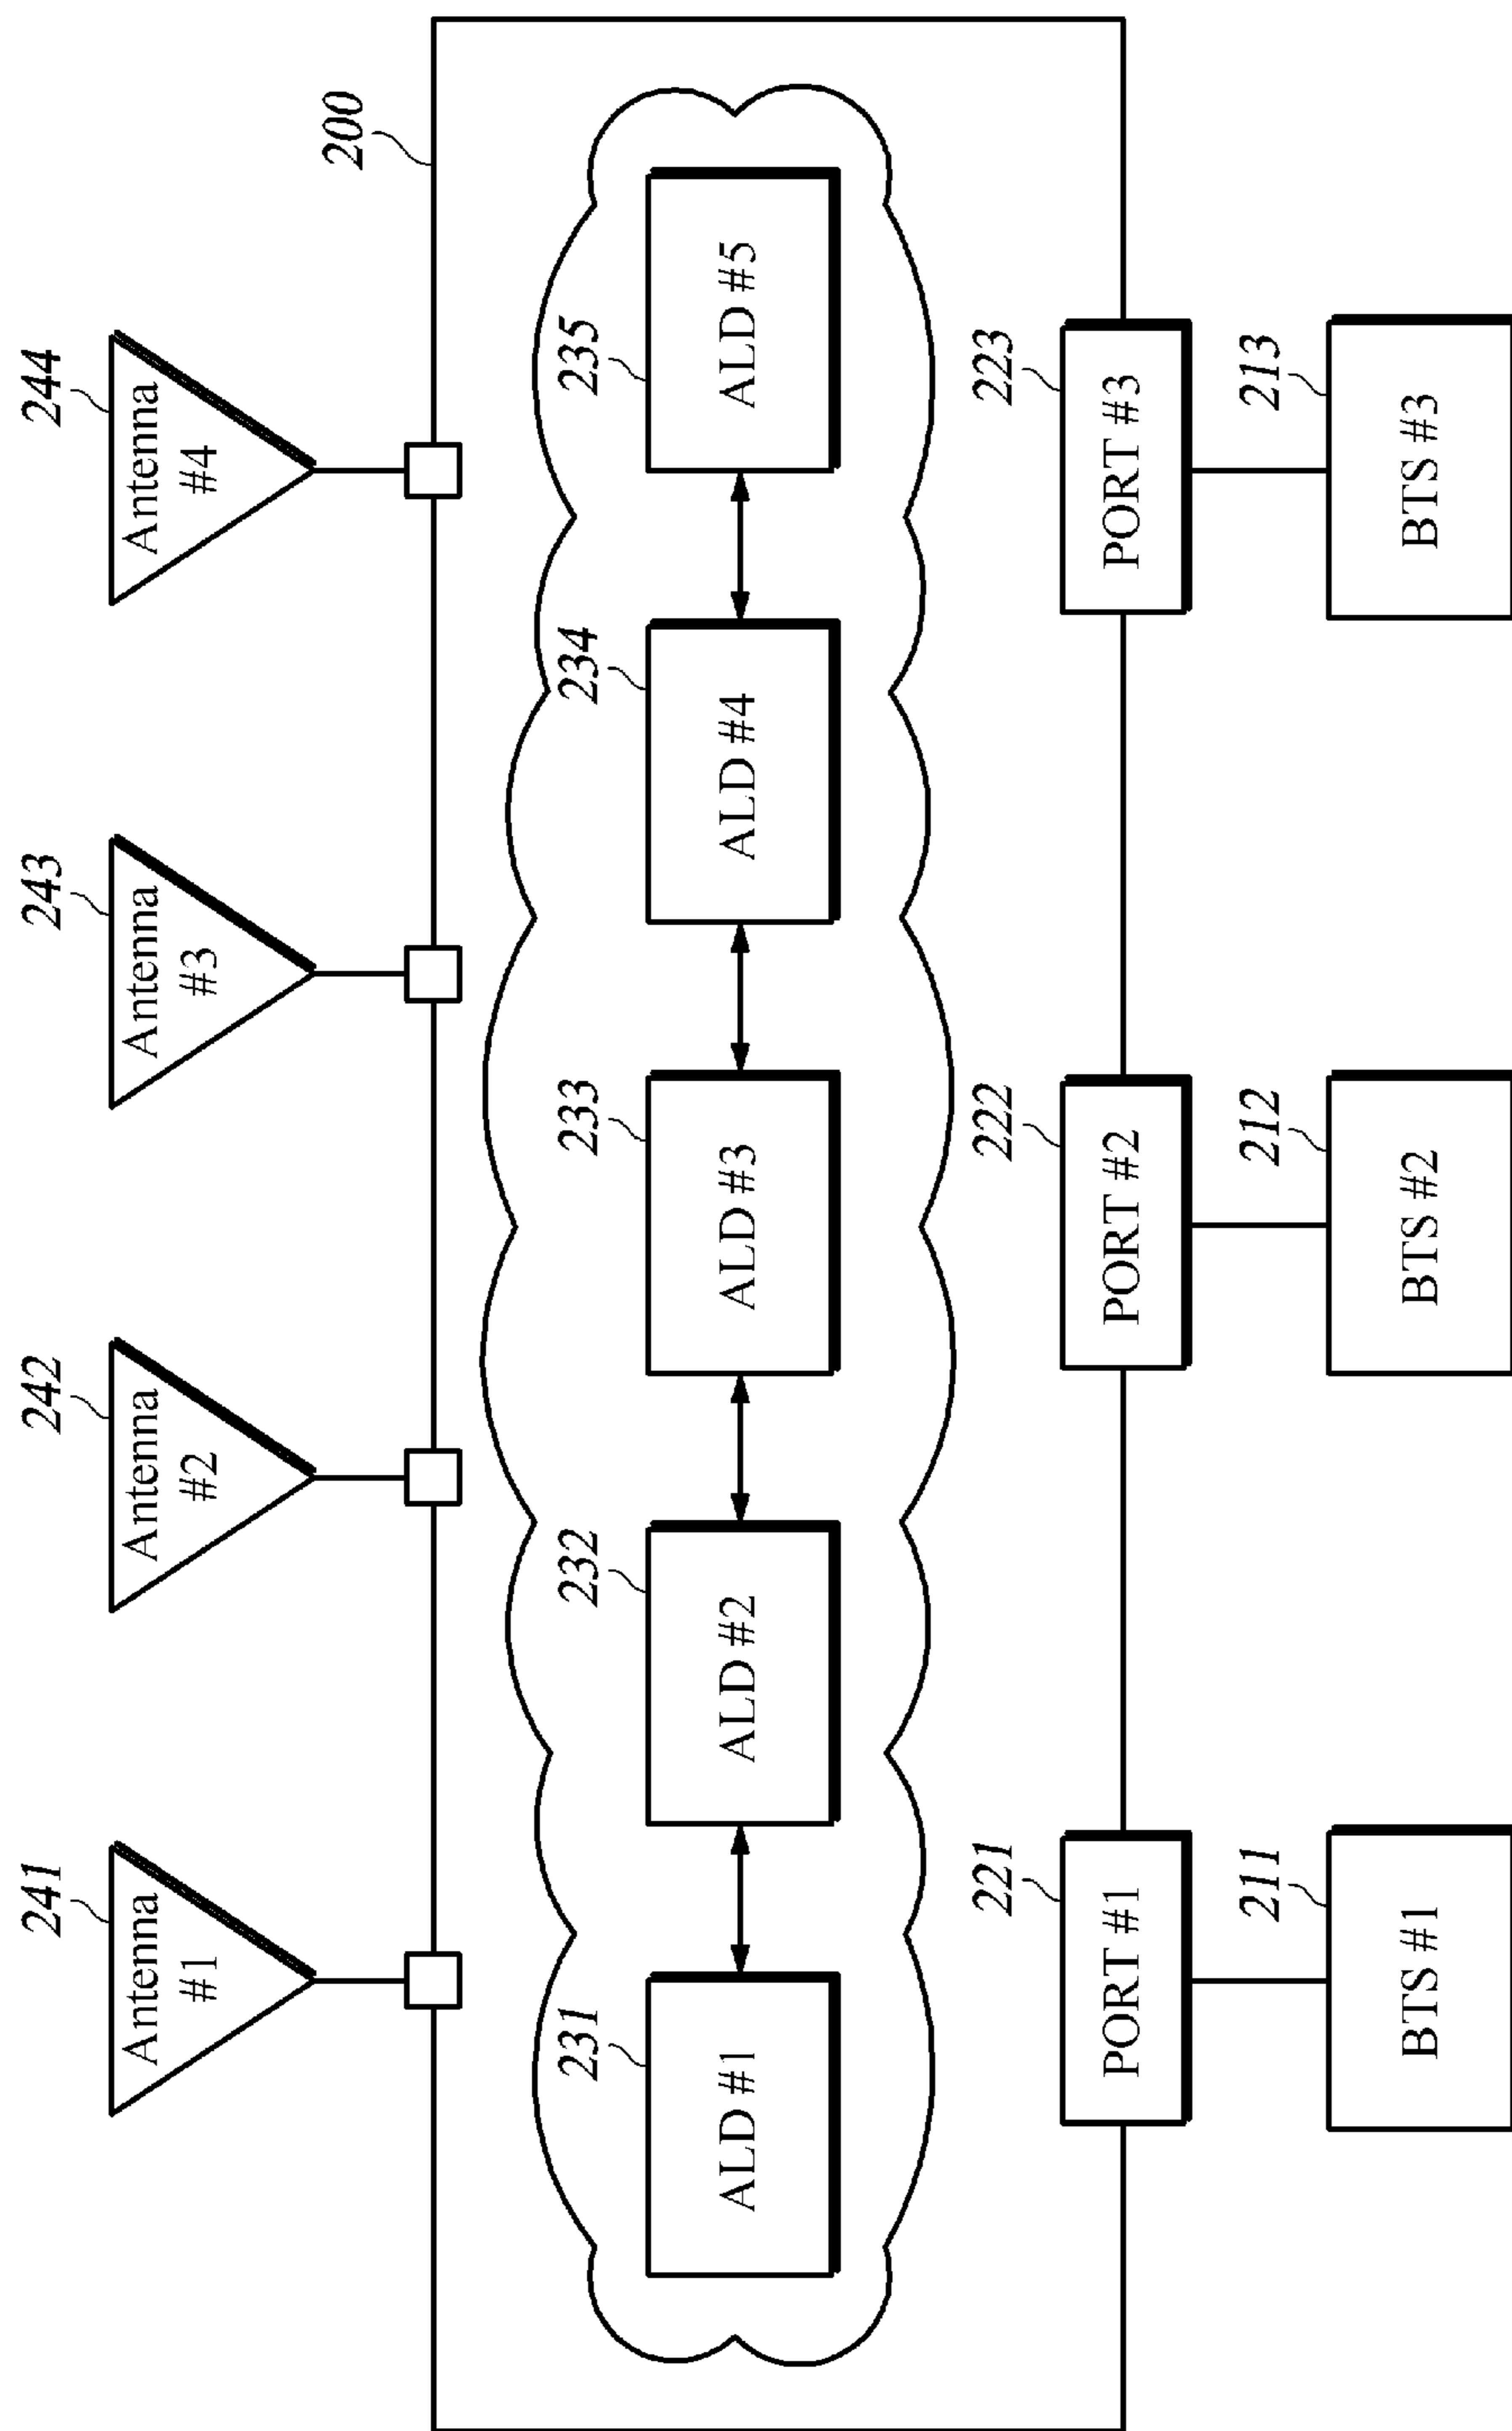 241
242
243
244
Antenna
#1
Antenna
#2
Antenna
#3
Antenna
#4
200
231
232
233
234
235
ALD #1
ALD #2
ALD #3
ALD #4
ALD #5
221
222
223
PORT #1
PORT #2
PORT #3
211
212
213
BTS #1
BTS #2
BTS #3